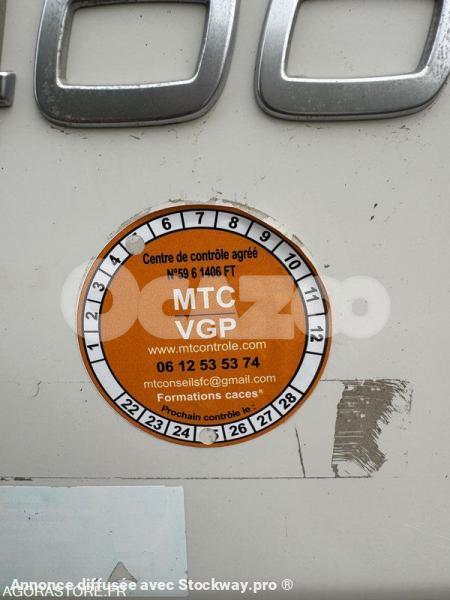 1 2 3 4 6 7 8 9 10 11 12
Centre de contrôle agréé
N°59 6 1406 FT
MTC
VGP
www.mtcontrole.com
06 12 53 53 74
mtconseilsfc@gmail.com
Formations caces®
Prochain contrôle le :
22 23 24 25 26 27 28
Ocazoo
Annonce diffusée avec Stockway.pro ®
AGORASTORE.FR